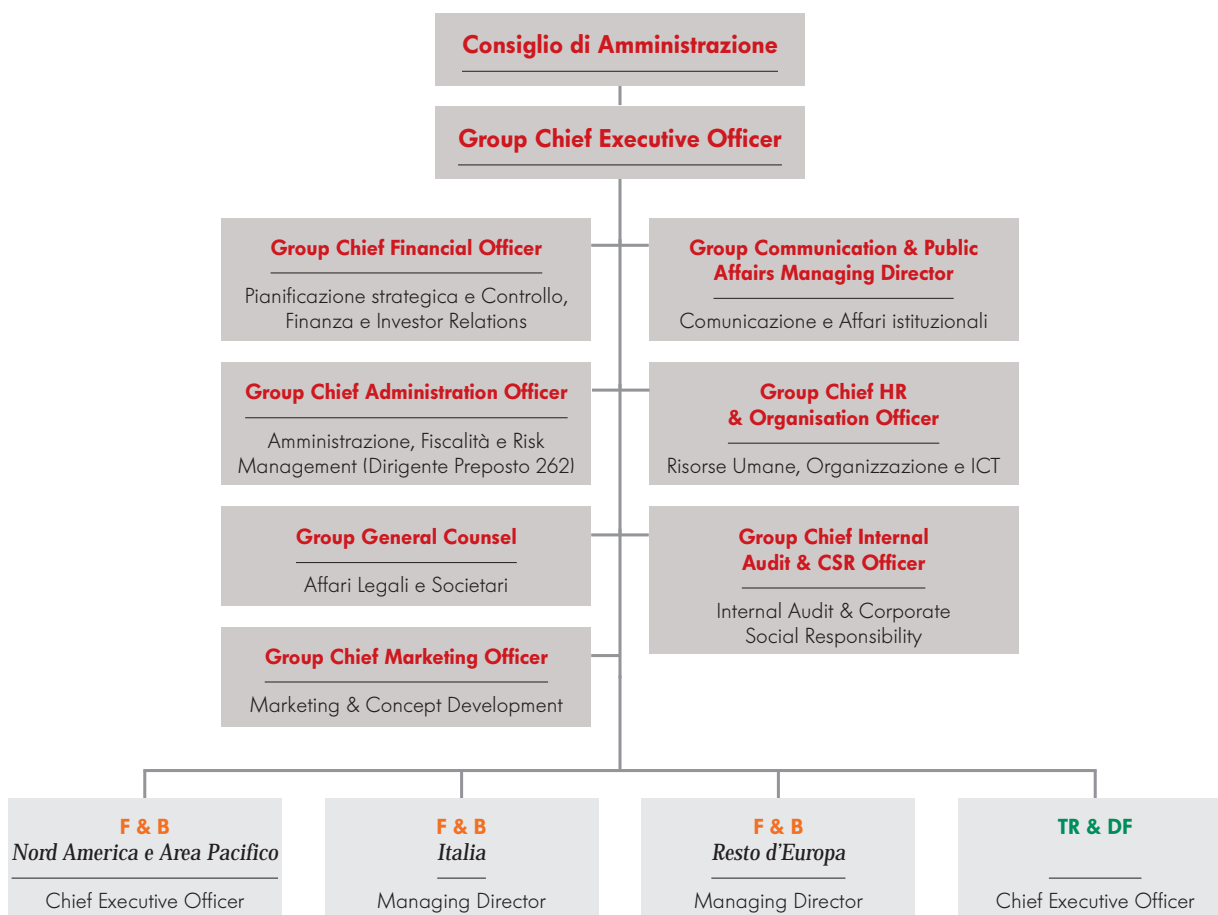 Consiglio di Amministrazione
Group Chief Executive Officer
Group Chief Financial Officer
Pianificazione strategica e Controllo,
Finanza e Investor Relations
Group Communication & Public
Affairs Managing Director
Comunicazione e Affari istituzionali
Group Chief Administration Officer
Amministrazione, Fiscalità e Risk
Management (Dirigente Preposto 262)
Group Chief HR
& Organisation Officer
Risorse Umane, Organizzazione e ICT
Group General Counsel
Affari Legali e Societari
Group Chief Internal
Audit & CSR Officer
Internal Audit & Corporate
Social Responsibility
Group Chief Marketing Officer
Marketing & Concept Development
F & B
Nord America e Area Pacifico
Chief Executive Officer
F & B
Italia
Managing Director
F & B
Resto d'Europa
Managing Director
TR & DF
Chief Executive Officer